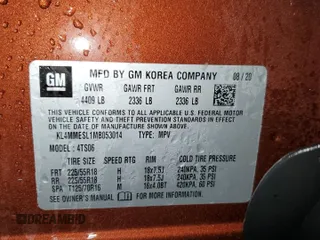 GM
MFD BY GM KOREA COMPANY 08/20
GVWR GAWR FRT GAWR RR
4409 LB 2336 LB 2336 LB
THIS VEHICLE CONFORMS TO ALL APPLICABLE U.S. FEDERAL
MOTOR VEHICLE SAFETY AND THEFT PREVENTION STANDARDS
IN EFFECT ON THE DATE OF MANUFACTURE SHOWN ABOVE.
KL4MMESL1MB053014 TYPE: MPV
MODEL: 4TS06
TIRE SIZE SPEED RTG RIM COLD TIRE PRESSURE
FRT 225/55R18 H 18x7.5J 240KPA, 35 PSI
RR 225/55R18 H 18x7.5J 240KPA, 35 PSI
SPA T125/70R16 M 16x4.0BT 420KPA, 60 PSI
SEE OWNER'S MANUAL FOR ADDITIONAL INFORMATION